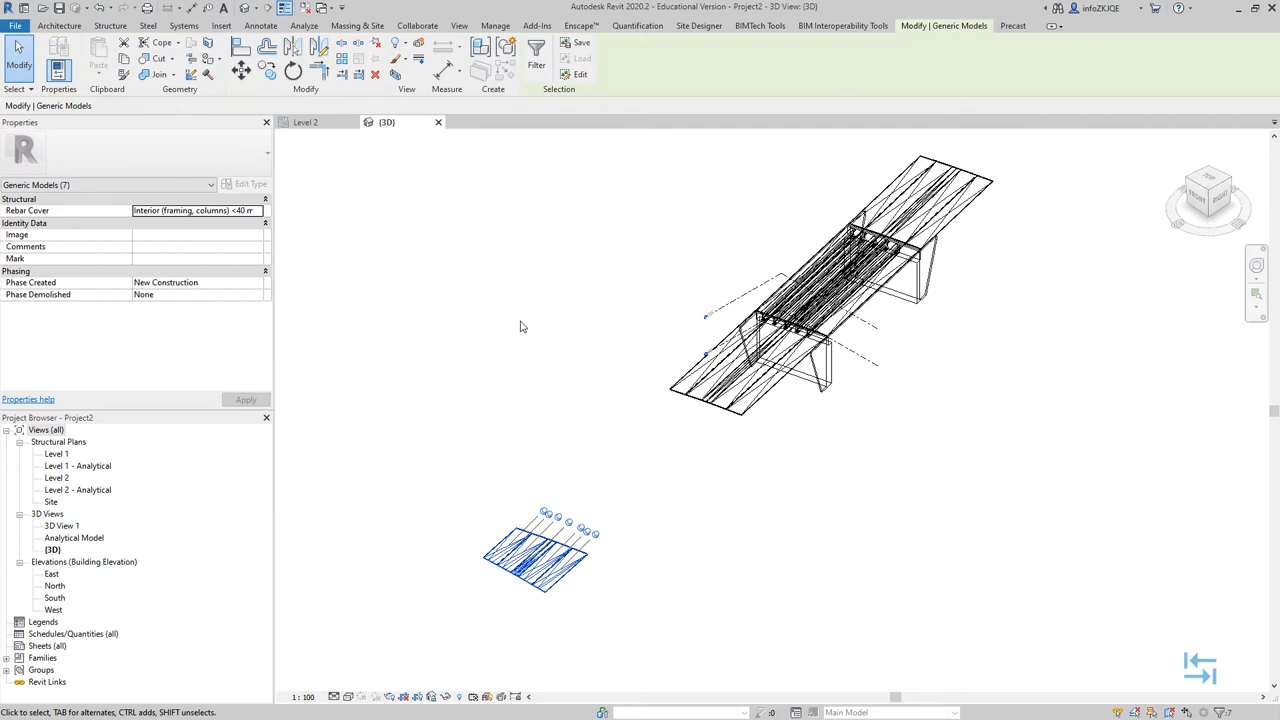 Autodesk Revit 2020.2 - Educational Version - Project2 - 3D View: {3D}
infoZKJQE
File Architecture Structure Steel Systems Insert Annotate Analyze Massing & Site Collaborate View Manage Add-Ins Enscape™ Quantification Site Designer BIMTech Tools BIM Interoperability Tools Modify | Generic Models Precast
Modify
Paste
Cope
Cut
Join
Filter
Save
Load
Edit
Select Properties Clipboard Geometry Modify View Measure Create Selection
Modify | Generic Models
Properties
Level 2
{3D}
Generic Models (7)
Edit Type
Structural
Rebar Cover Interior (framing, columns) <40 m
Identity Data
Image
Comments
Mark
Phasing
Phase Created New Construction
Phase Demolished None
Properties help
Apply
Project Browser - Project2
Views (all)
Structural Plans
Level 1
Level 1 - Analytical
Level 2
Level 2 - Analytical
Site
3D Views
3D View 1
Analytical Model
{3D}
Elevations (Building Elevation)
East
North
South
West
Legends
Schedules/Quantities (all)
Sheets (all)
Families
Groups
Revit Links
TOP
FRONT
RIGHT
1 : 100
Click to select, TAB for alternates, CTRL adds, SHIFT unselects.
:0
Main Model
:7